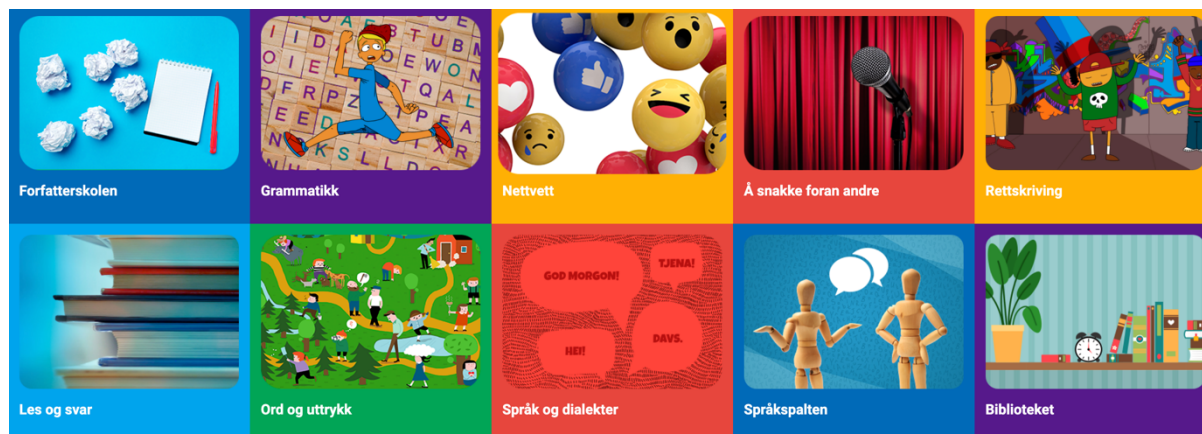 Forfatterskolen
Grammatikk
Nettvett
Å snakke foran andre
Rettskriving
GOD MORGON!
TJENA!
HEI!
DAVS.
Les og svar
Ord og uttrykk
Språk og dialekter
Språkspalten
Biblioteket